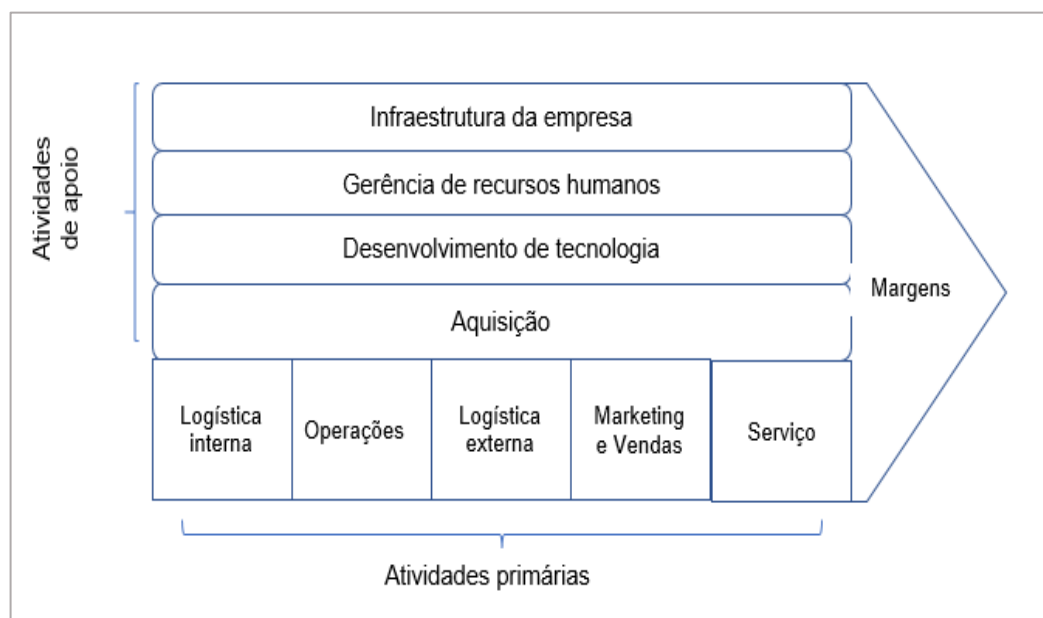 Atividades
de apoio
Infraestrutura da empresa
Gerência de recursos humanos
Desenvolvimento de tecnologia
Aquisição
Margens
Logística
interna
Operações
Logística
externa
Marketing
e Vendas
Serviço
Atividades primárias